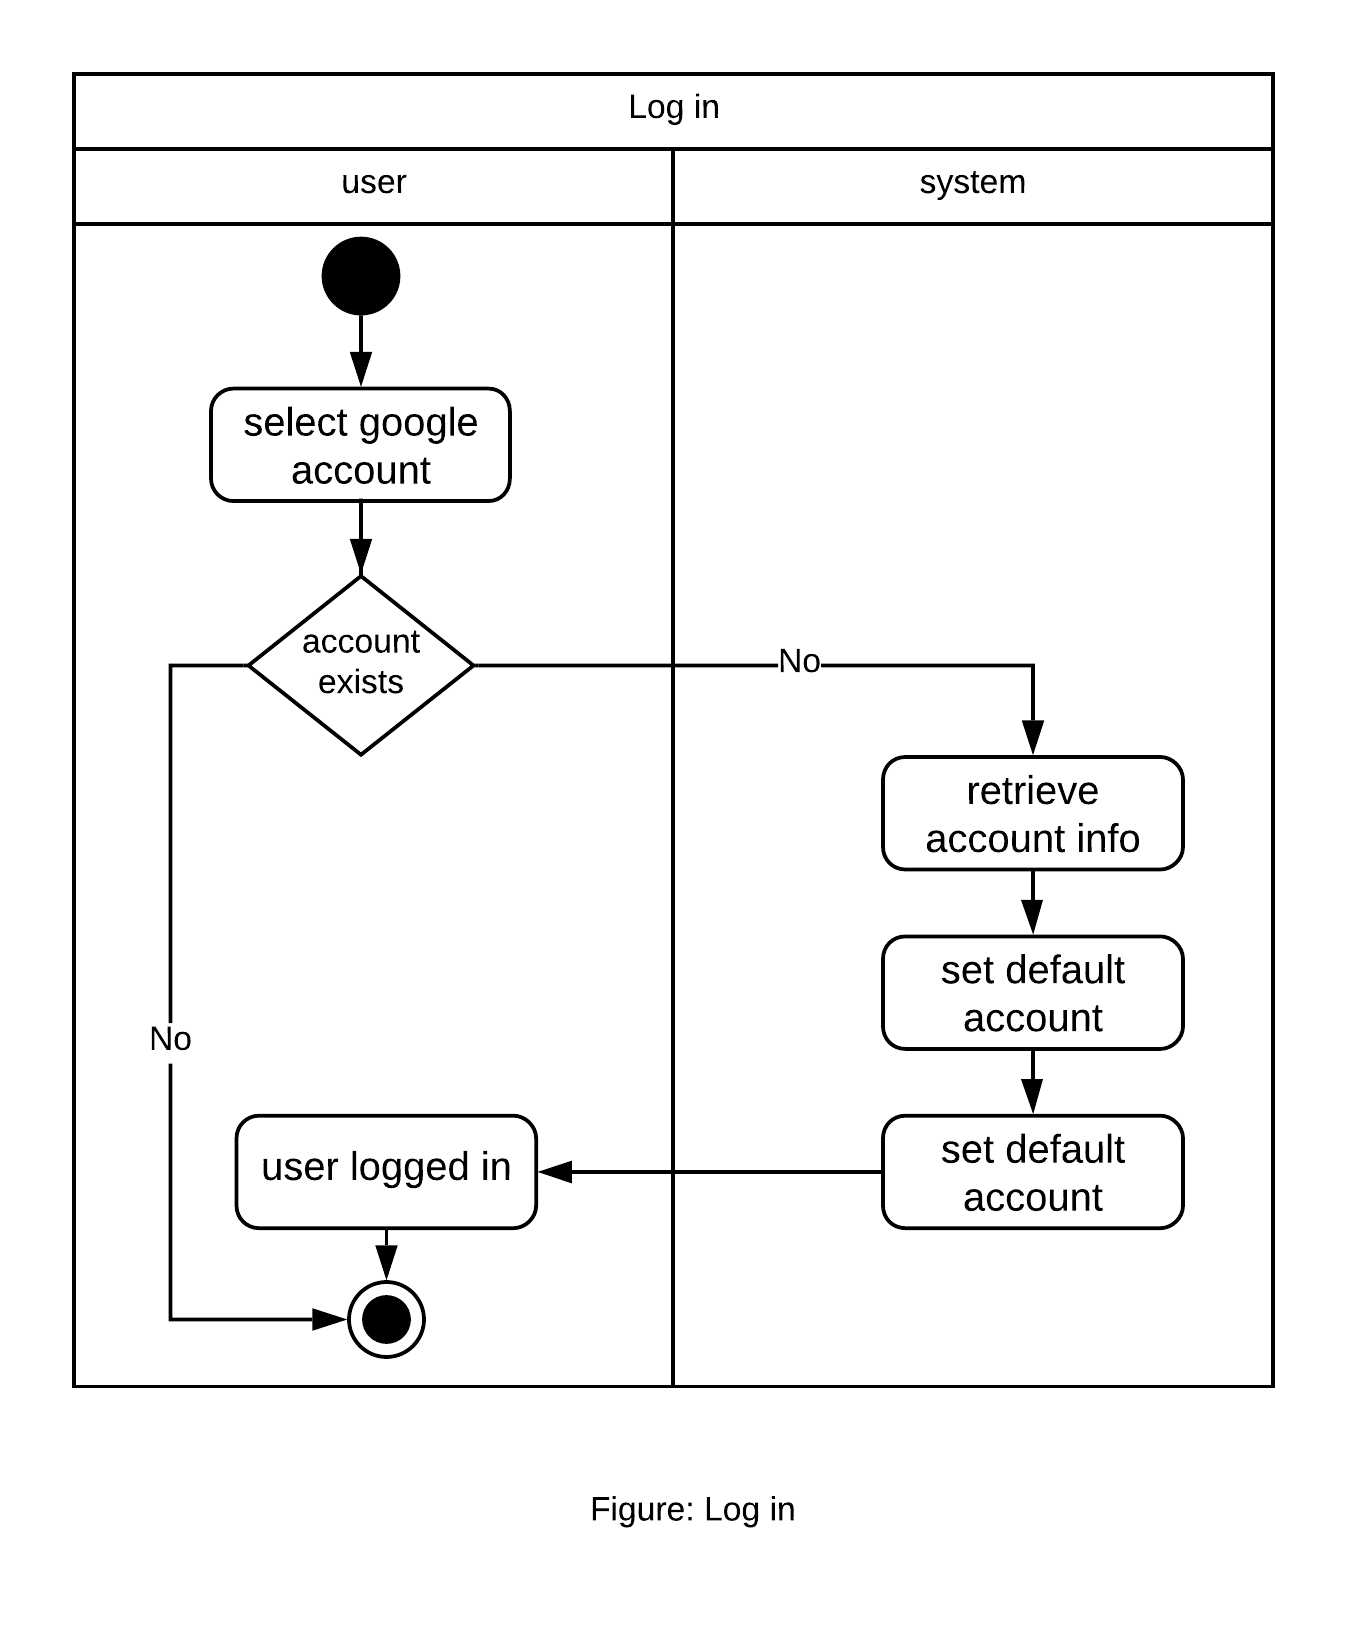 Log in
user
system
select google
account
account
exists
No
retrieve
account info
set default
account
No
user logged in
set default
account
Figure: Log in